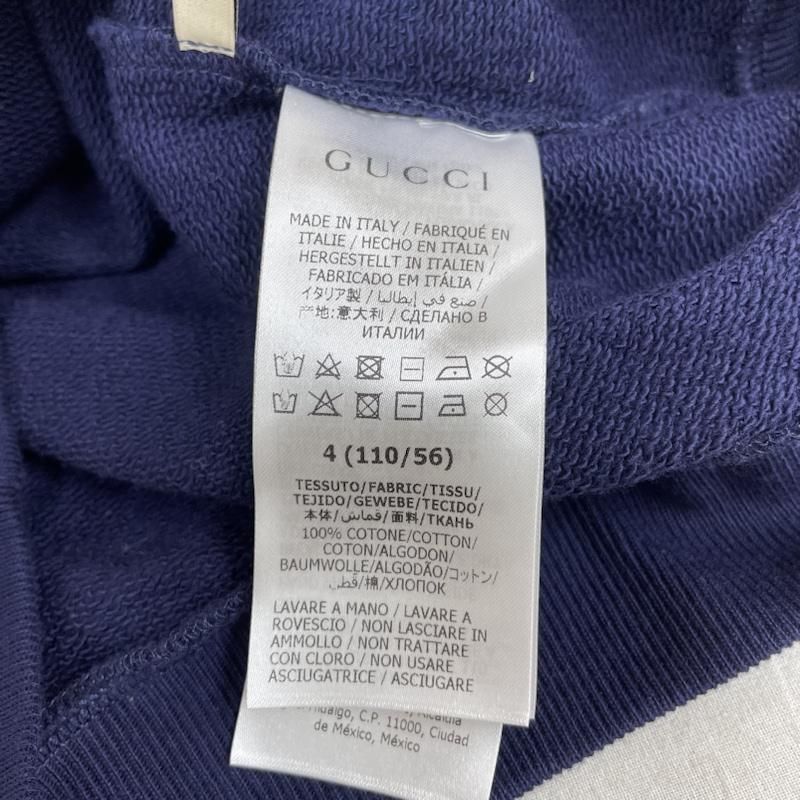 GUCCI
MADE IN ITALY / FABRIQUÉ EN
ITALIE / HECHO EN ITALIA /
HERGESTELLT IN ITALIEN /
FABRICADO EM ITÁLIA /
イタリア製 / صنع في إيطاليا /
产地:意大利 / СДЕЛАНО В
ИТАЛИИ
4 (110/56)
TESSUTO/FABRIC/TISSU/
TEJIDO/GEWEBE/TECIDO/
本体/قماش/面料/ТКАНЬ
100% COTONE/COTTON/
COTON/ALGODON/
BAUMWOLLE/ALGODÃO/コットン/
قطن/棉/ХЛОПОК
LAVARE A MANO / LAVARE A
ROVESCIO / NON LASCIARE IN
AMMOLLO / NON TRATTARE
CON CLORO / NON USARE
ASCIUGATRICE / ASCIUGARE
Hidalgo, C.P. 11000, Ciudad
de México, México